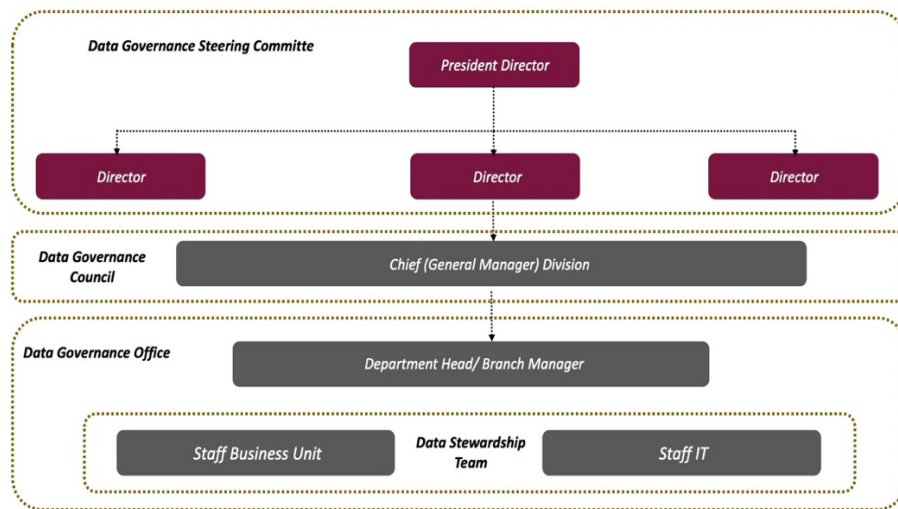 Data Governance Steering Committe
President Director
Director
Director
Director
Data Governance
Council
Chief (General Manager) Division
Data Governance Office
Department Head/ Branch Manager
Staff Business Unit
Data Stewardship
Team
Staff IT